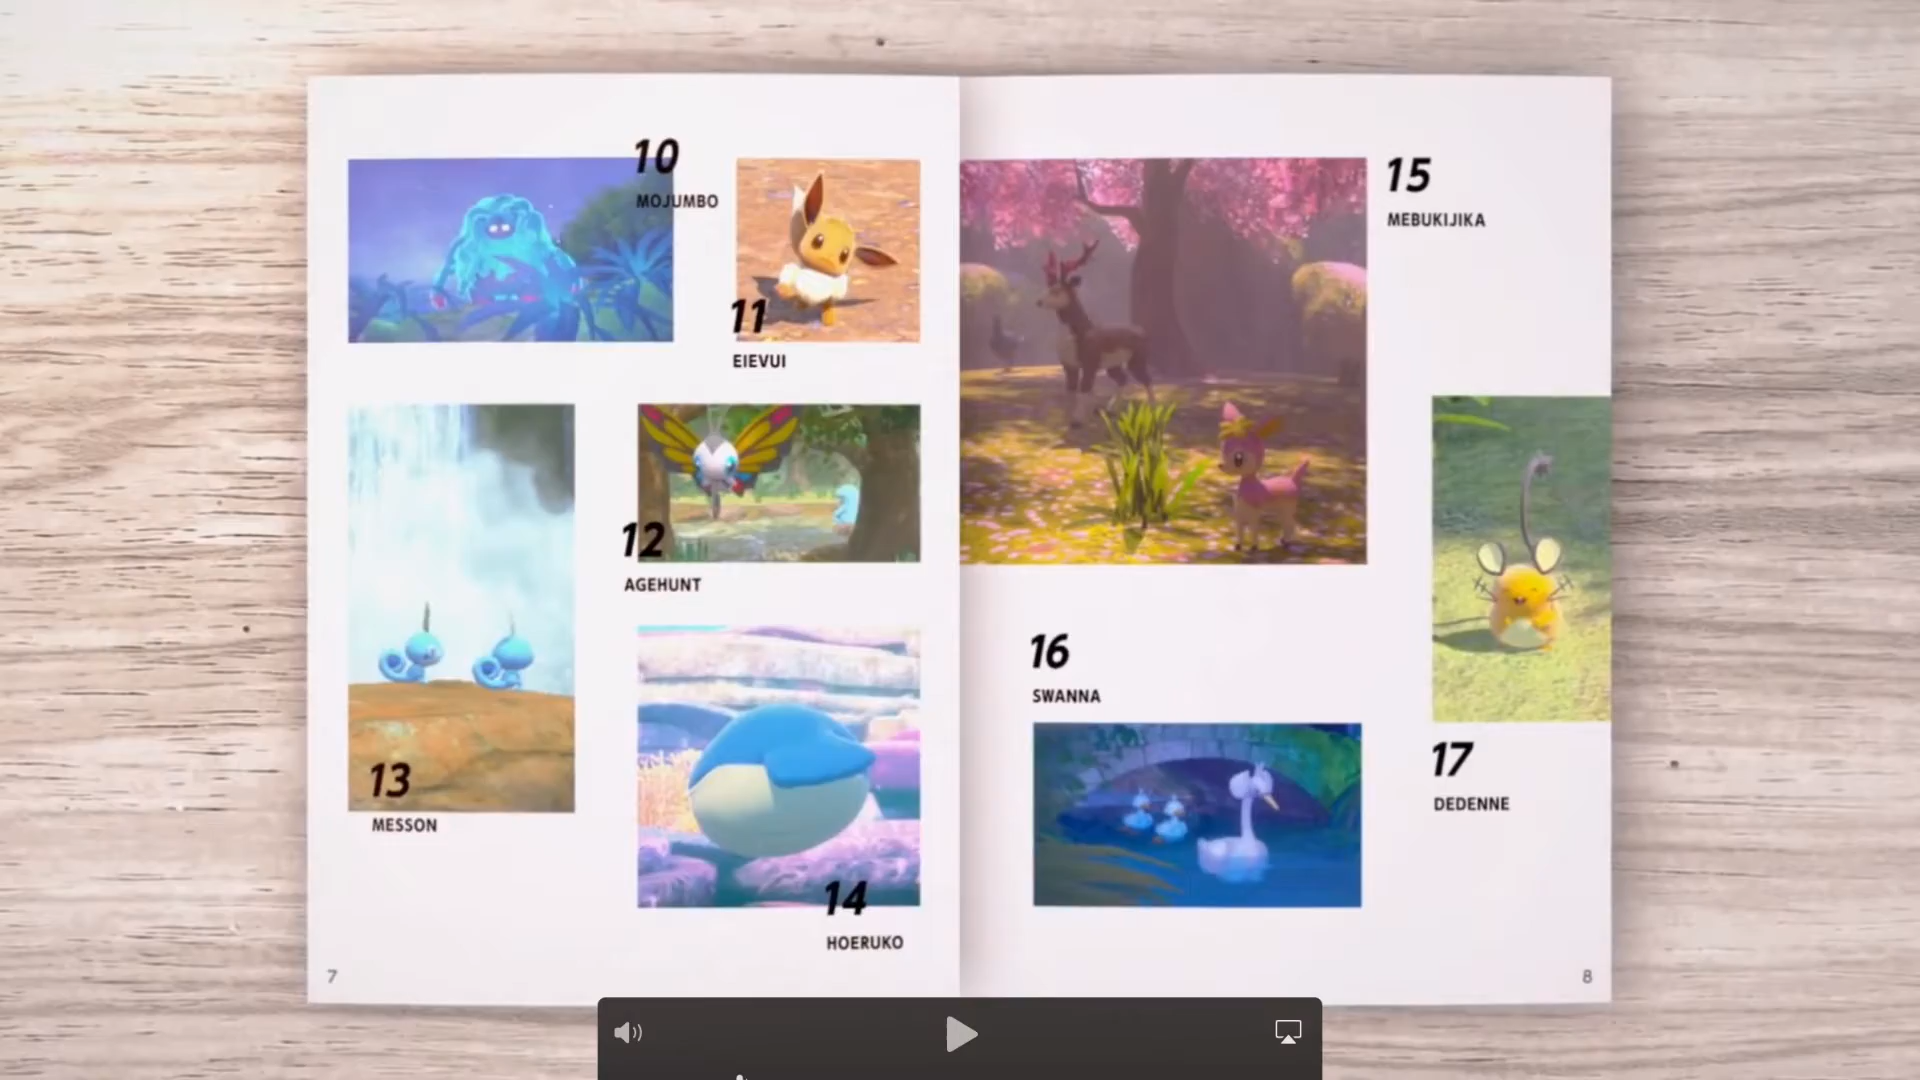 10
MOJUMBO
11
EIEVUI
12
AGEHUNT
13
MESSON
14
HOERUKO
7
15
MEBUKIJIKA
16
SWANNA
17
DEDENNE
8